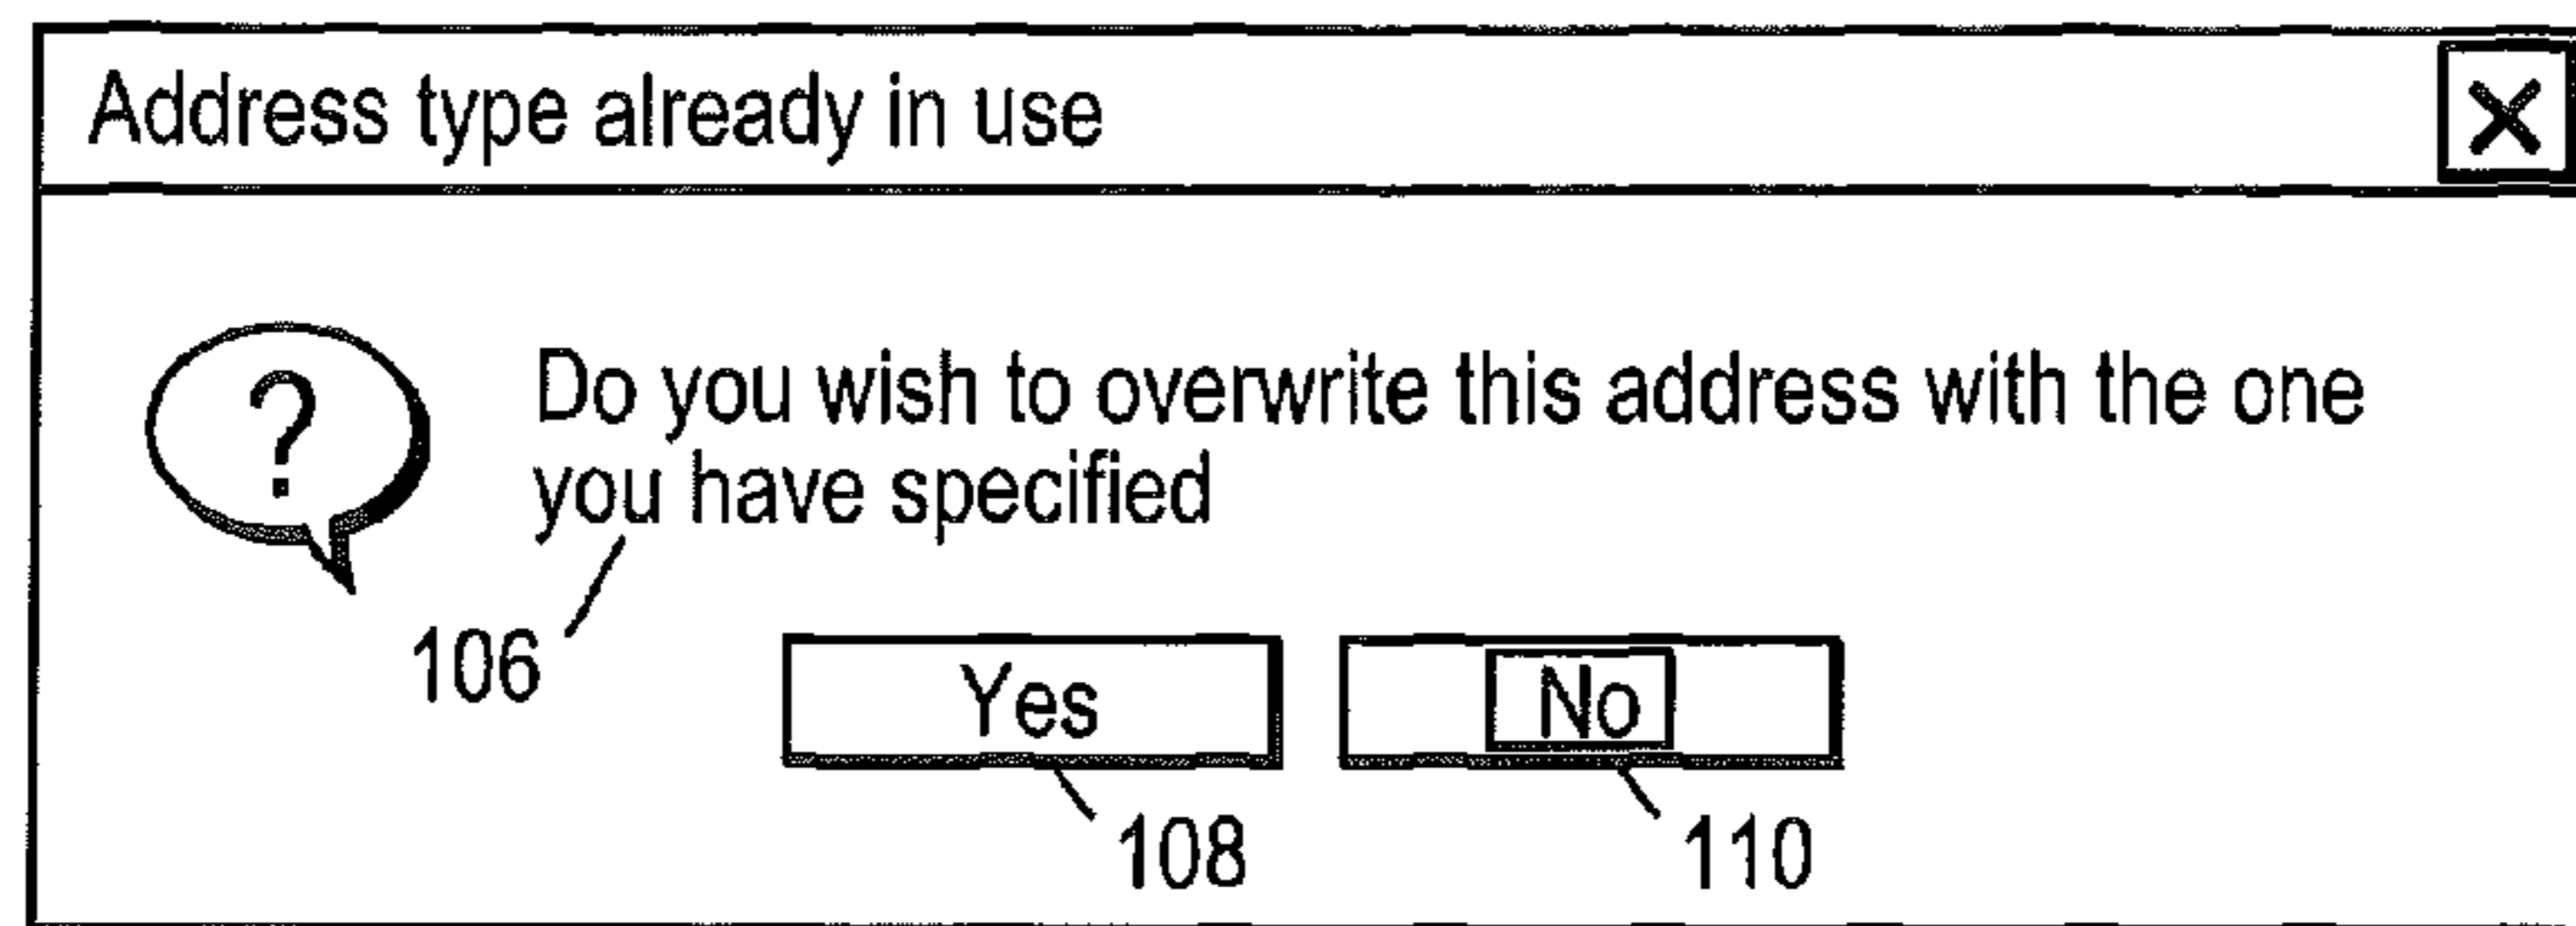 Address type already in use
X
?
Do you wish to overwrite this address with the one
you have specified
106
Yes
No
108
110